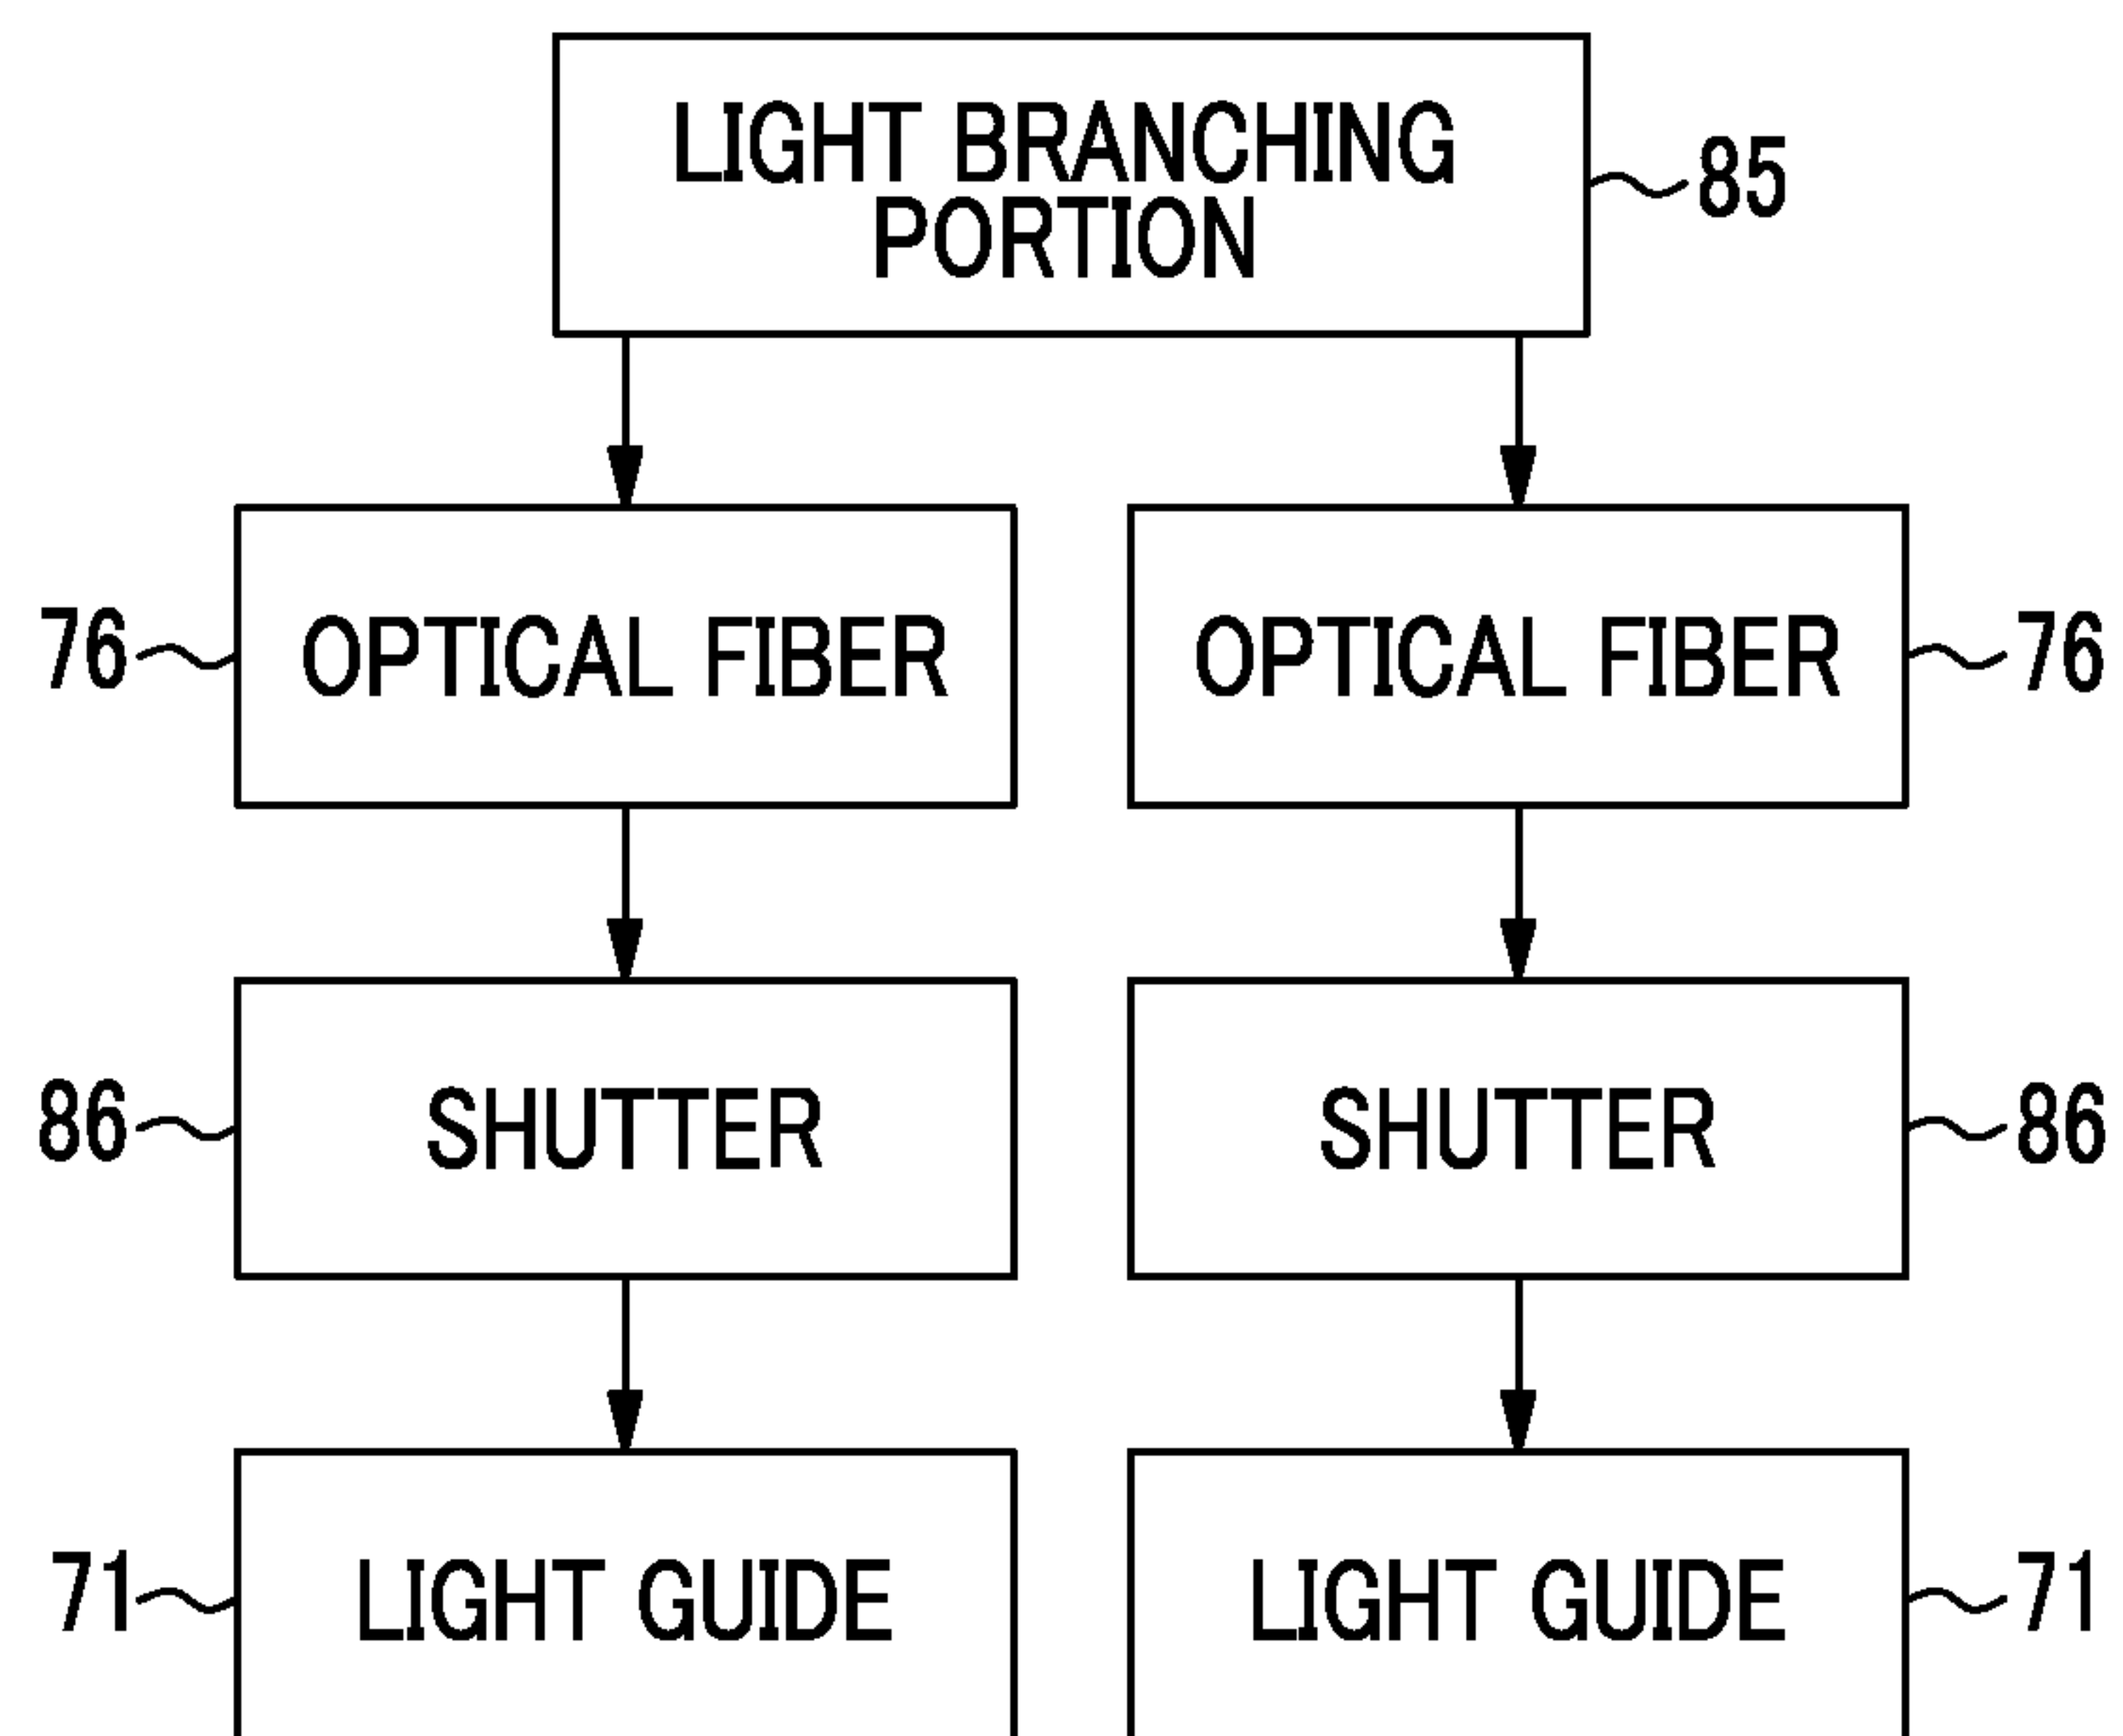 LIGHT BRANCHING
PORTION
85
76
OPTICAL FIBER
OPTICAL FIBER
76
86
SHUTTER
SHUTTER
86
71
LIGHT GUIDE
LIGHT GUIDE
71